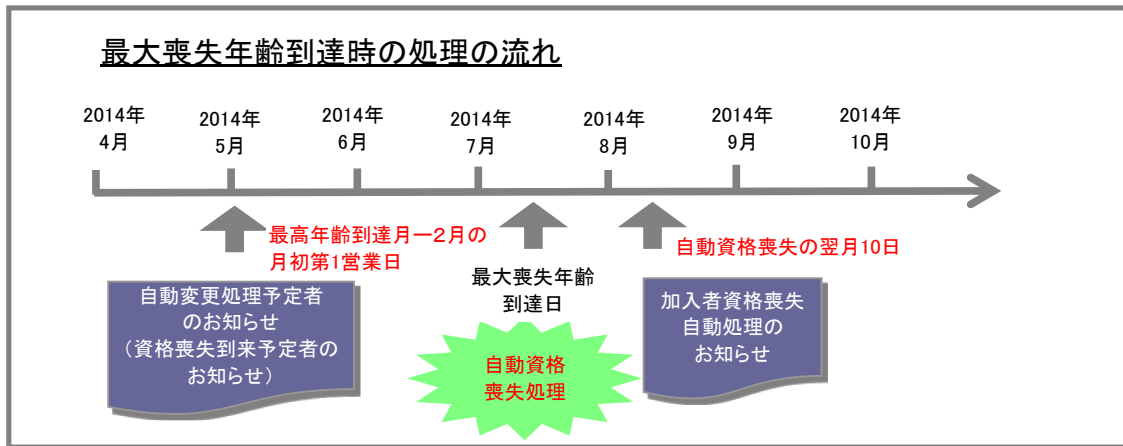 最大喪失年齢到達時の処理の流れ
2014年
4月
2014年
5月
2014年
6月
2014年
7月
2014年
8月
2014年
9月
2014年
10月
最高年齢到達月ー2月の
月初第1営業日
最大喪失年齢
到達日
自動資格喪失の翌月10日
自動変更処理予定者
のお知らせ
（資格喪失到来予定者の
お知らせ）
自動資格
喪失処理
加入者資格喪失
自動処理の
お知らせ